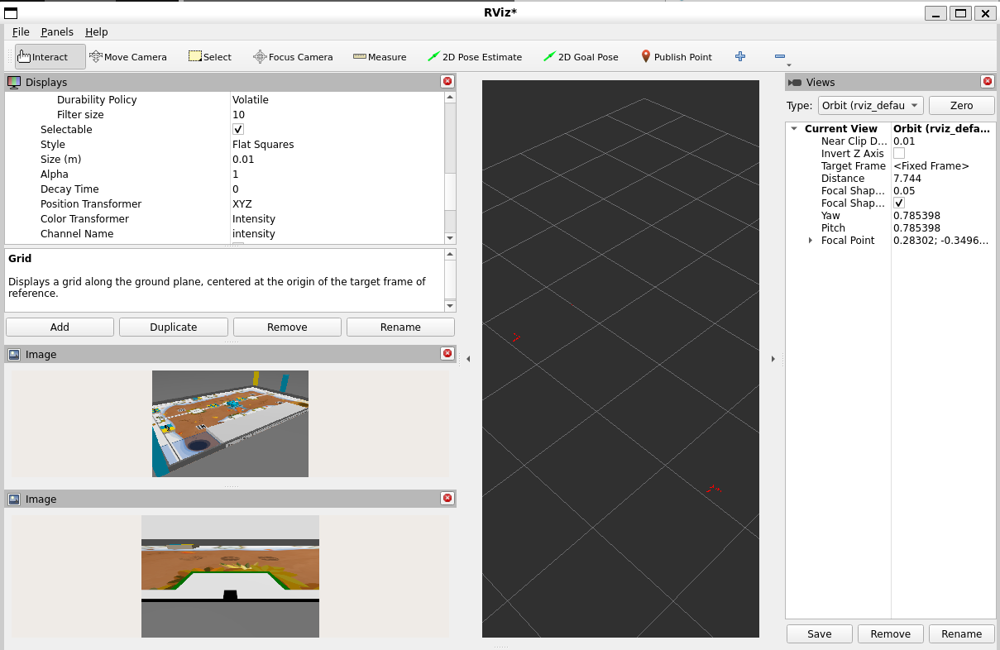 RViz*
File Panels Help
Interact Move Camera Select Focus Camera Measure 2D Pose Estimate 2D Goal Pose Publish Point
Displays
Durability Policy Volatile
Filter size 10
Selectable
Style Flat Squares
Size (m) 0.01
Alpha 1
Decay Time 0
Position Transformer XYZ
Color Transformer Intensity
Channel Name intensity
Grid
Displays a grid along the ground plane, centered at the origin of the target frame of
reference.
Add Duplicate Remove Rename
Image
Image
Views
Type: Orbit (rviz_defau Zero
Current View Orbit (rviz_defa...
Near Clip D... 0.01
Invert Z Axis
Target Frame <Fixed Frame>
Distance 7.744
Focal Shap... 0.05
Focal Shap...
Yaw 0.785398
Pitch 0.785398
Focal Point 0.28302; -0.3496...
Save Remove Rename